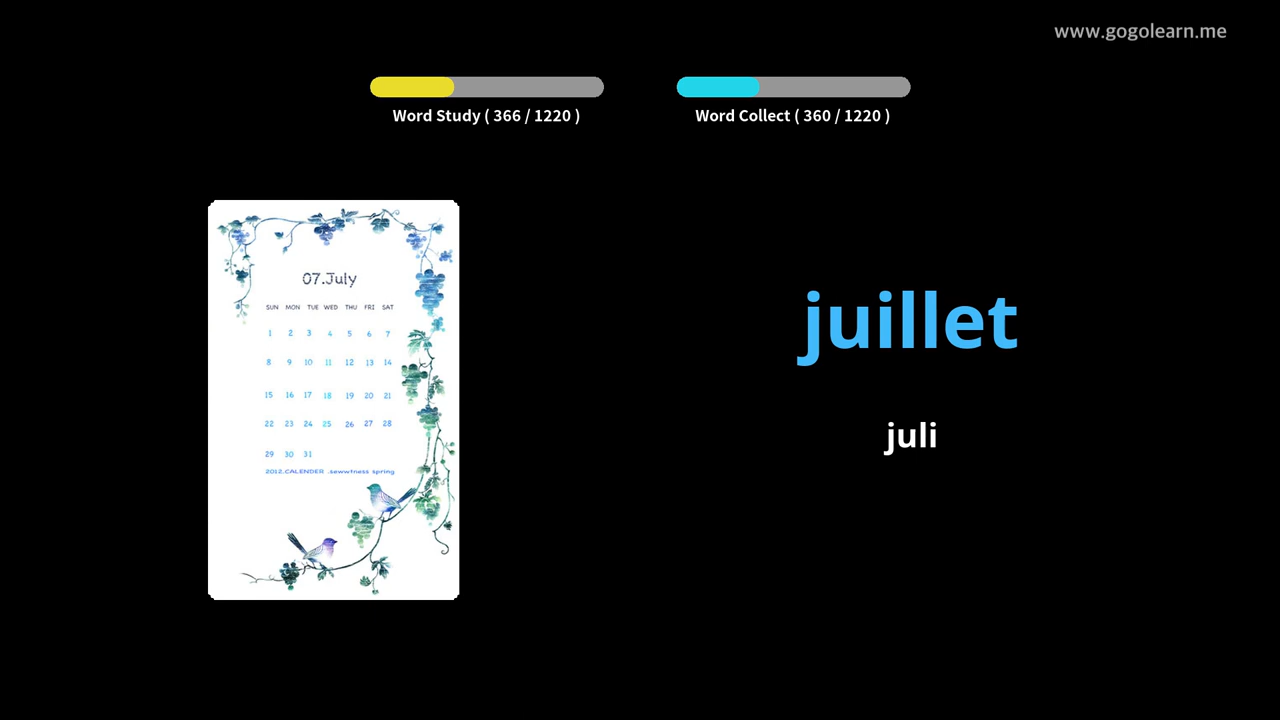 www.gogolearn.me
Word Study ( 366 / 1220 )
Word Collect ( 360 / 1220 )
07.July
SUN MON TUE WED THU FRI SAT
1 2 3 4 5 6 7
8 9 10 11 12 13 14
15 16 17 18 19 20 21
22 23 24 25 26 27 28
29 30 31
2012.CALENDER .sewwtness spring
juillet
juli